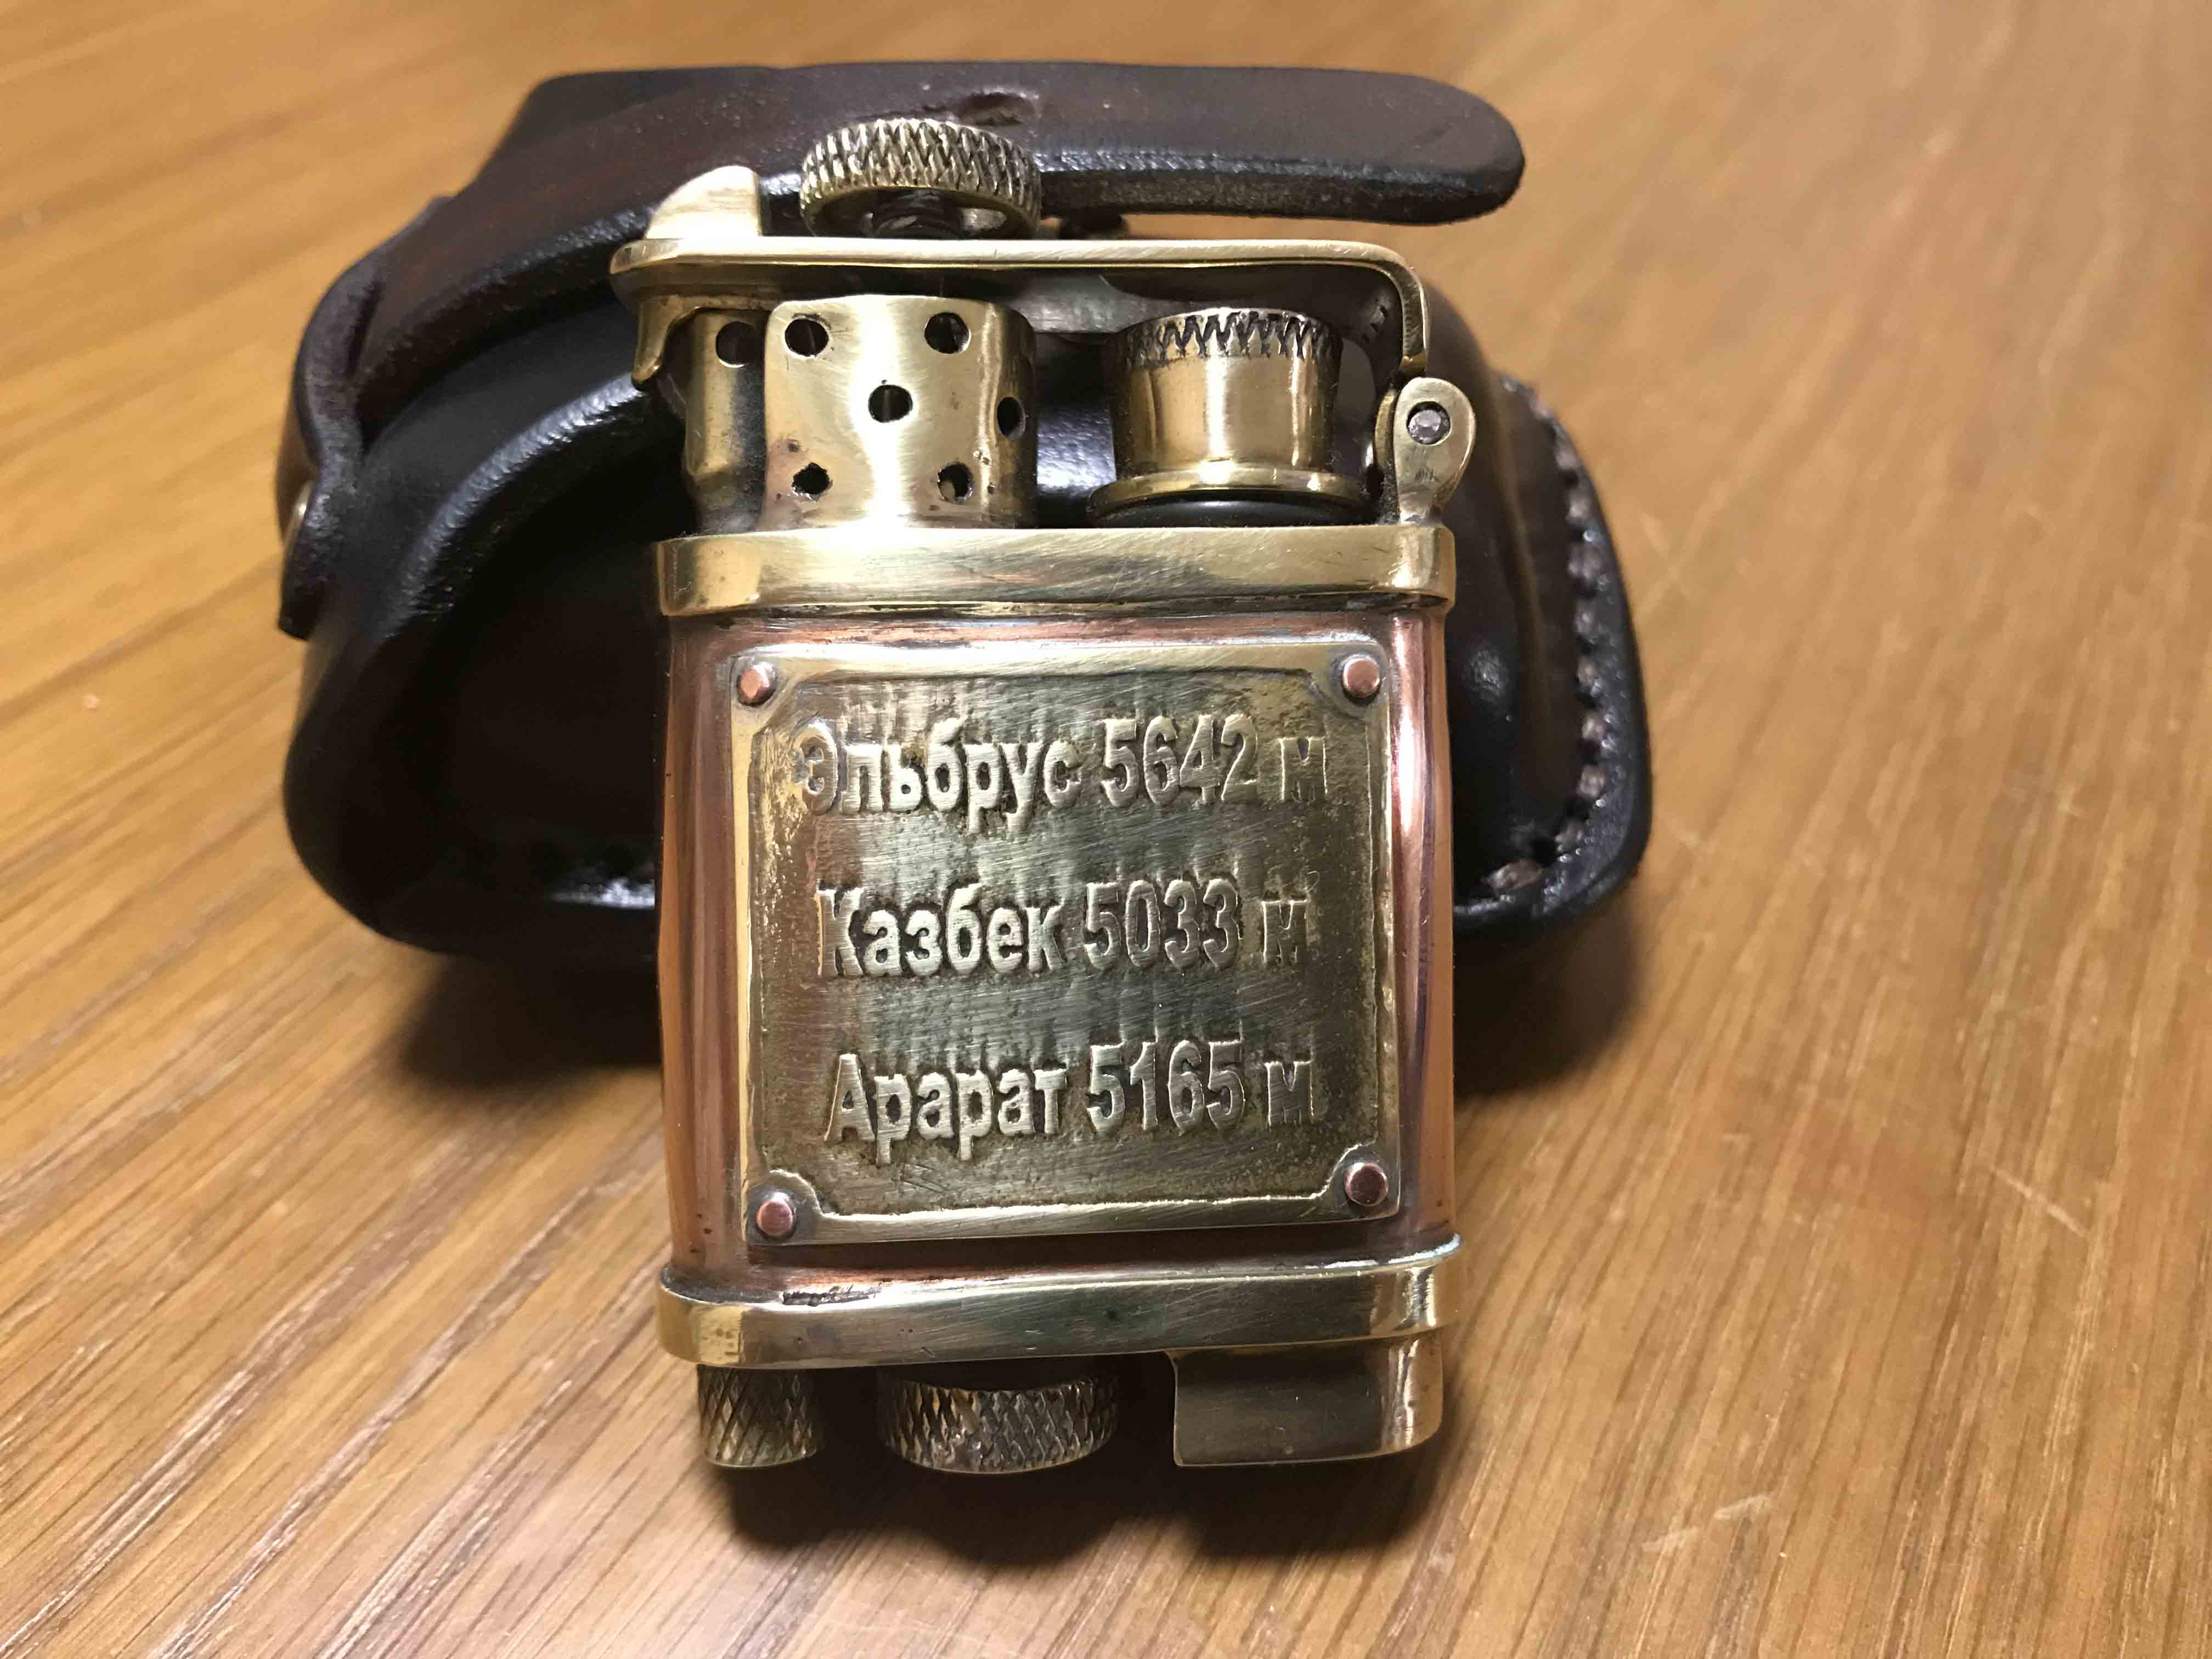 Эльбрус 5642 м
Казбек 5033 м
Арарат 5165 м